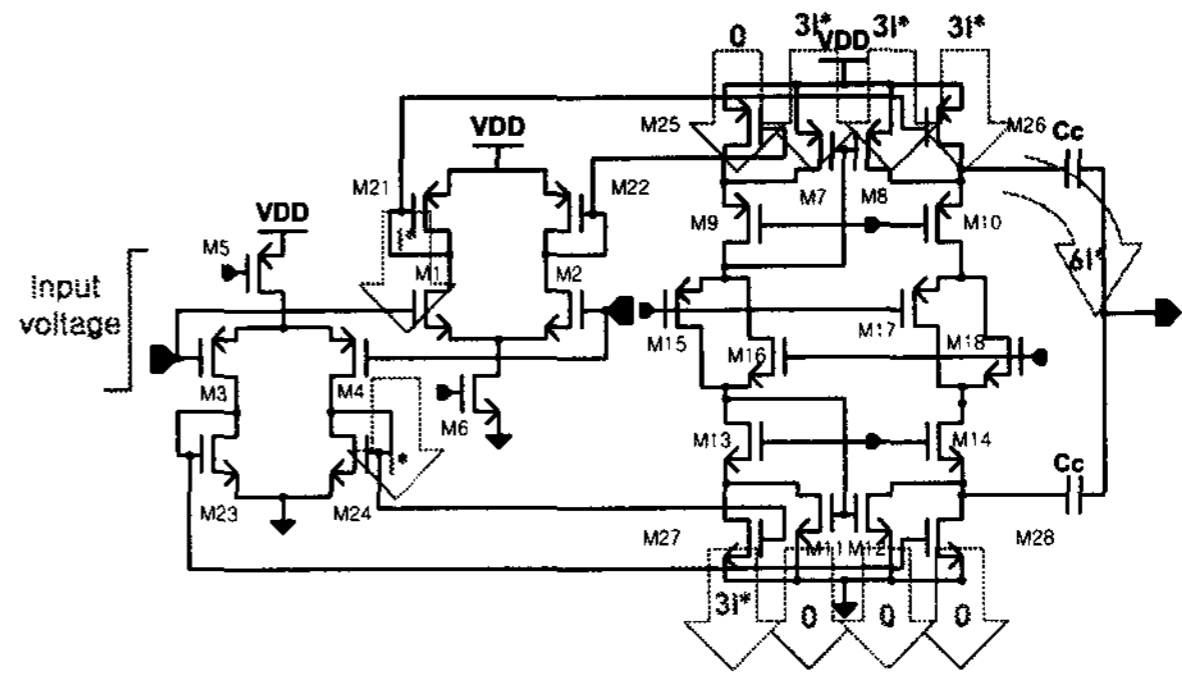 0
3I*
3I*
3I*
VDD
M25
M26
Cc
VDD
M21
M22
M7
M8
I*
VDD
M9
M10
M5
M1
M2
6I*
Input
voltage
M15
M17
M16
M18
M3
M4
M6
M13
M14
I*
Cc
M23
M24
M27
M11
M12
M28
3I*
0
0
0